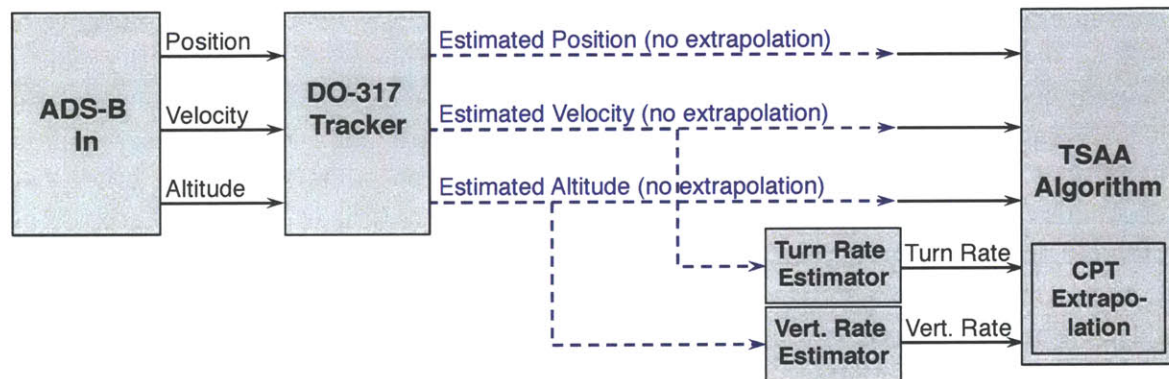 ADS-B
In
Position
Velocity
Altitude
DO-317
Tracker
Estimated Position (no extrapolation)
Estimated Velocity (no extrapolation)
Estimated Altitude (no extrapolation)
Turn Rate
Estimator
Turn Rate
Vert. Rate
Estimator
Vert. Rate
TSAA
Algorithm
CPT
Extrapo-
lation